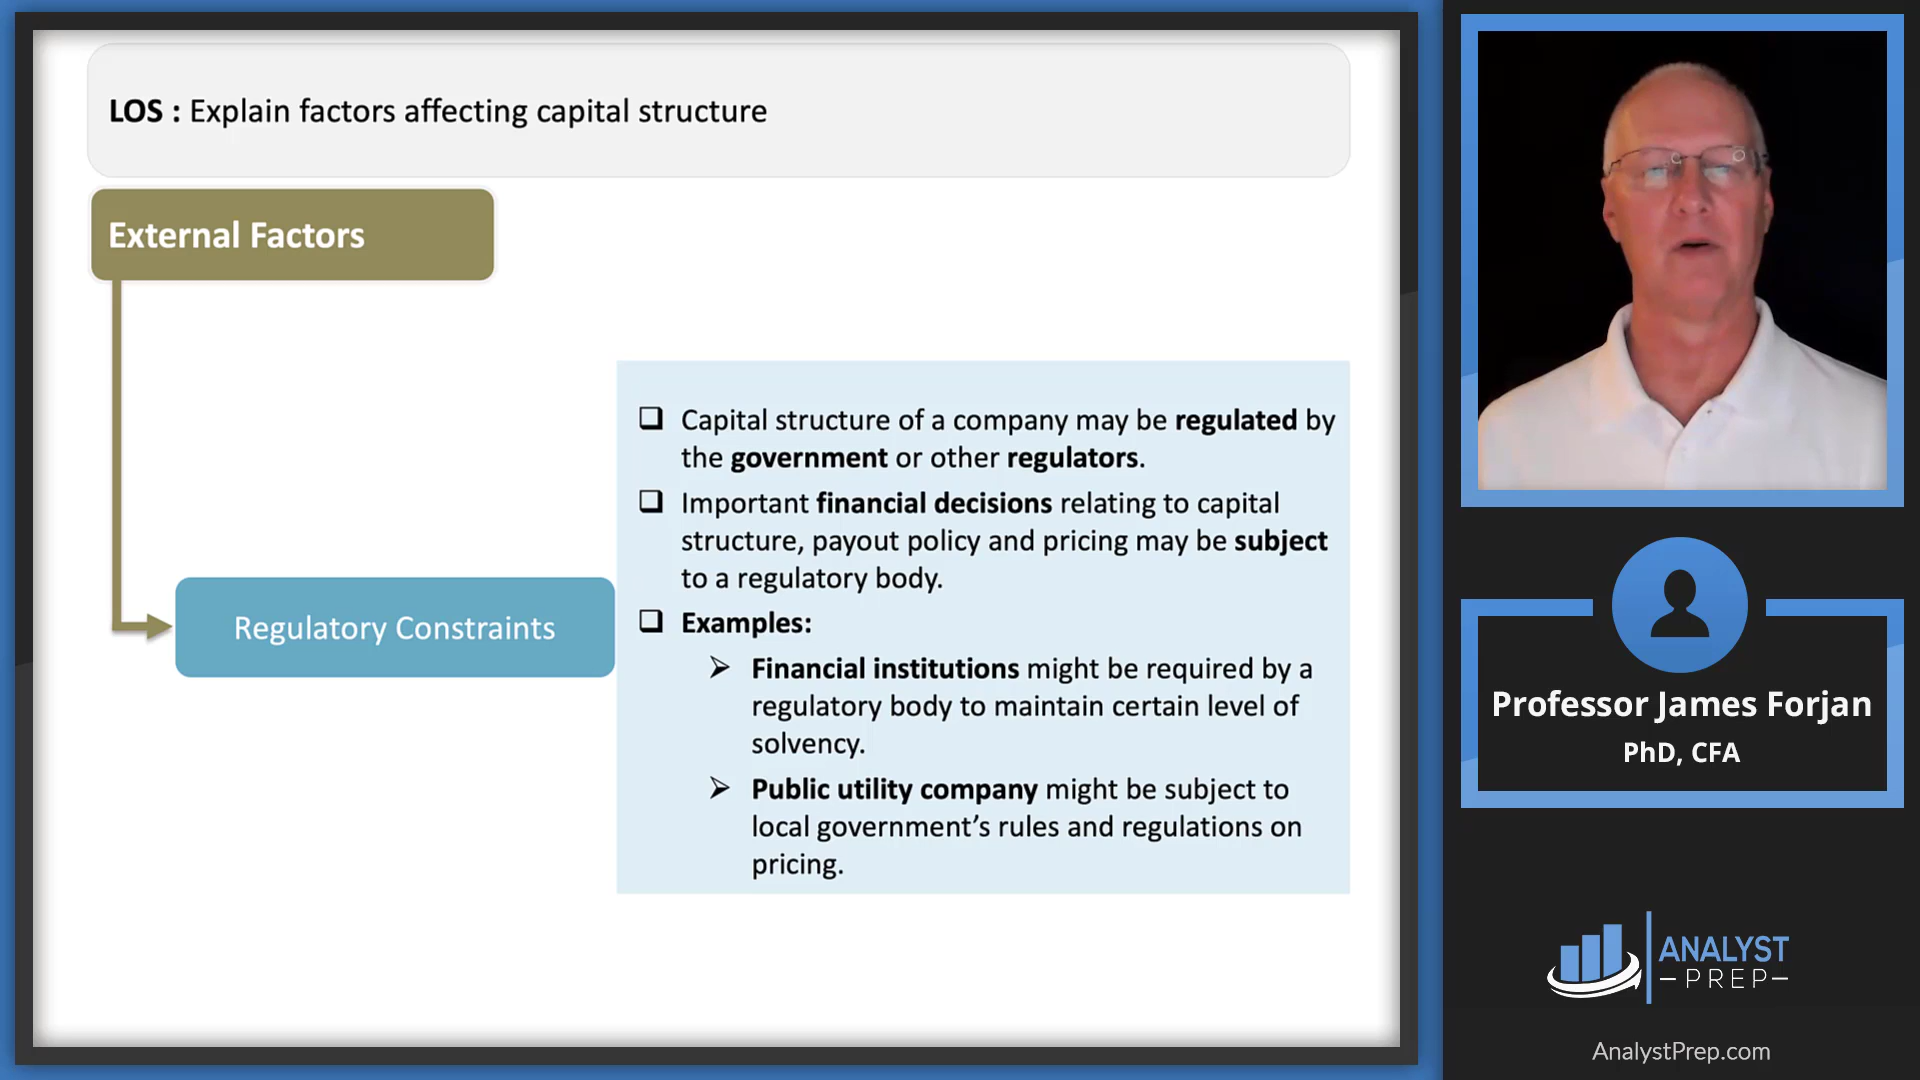 LOS : Explain factors affecting capital structure
External Factors
Regulatory Constraints
❑ Capital structure of a company may be regulated by
the government or other regulators.
❑ Important financial decisions relating to capital
structure, payout policy and pricing may be subject
to a regulatory body.
❑ Examples:
➢ Financial institutions might be required by a
regulatory body to maintain certain level of
solvency.
➢ Public utility company might be subject to
local government’s rules and regulations on
pricing.
Professor James Forjan
PhD, CFA
ANALYST
PREP
AnalystPrep.com